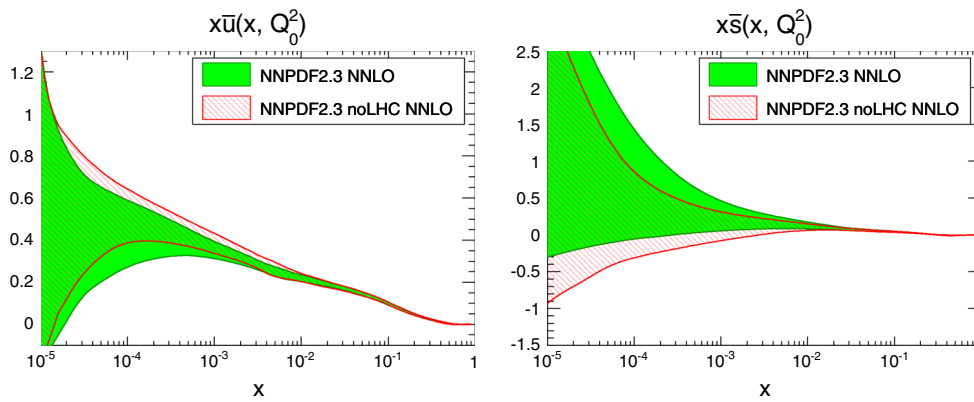 xū(x, Q₀²)
NNPDF2.3 NNLO
NNPDF2.3 noLHC NNLO
1.2
1
0.8
0.6
0.4
0.2
0
10⁻⁵ 10⁻⁴ 10⁻³ 10⁻² 10⁻¹ 1
x
xs̄(x, Q₀²)
NNPDF2.3 NNLO
NNPDF2.3 noLHC NNLO
2.5
2
1.5
1
0.5
0
-0.5
-1
-1.5
10⁻⁵ 10⁻⁴ 10⁻³ 10⁻² 10⁻¹
x